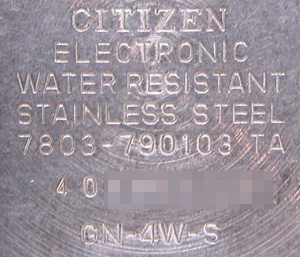 CITIZEN
ELECTRONIC
WATER RESISTANT
STAINLESS STEEL
7803-790103 TA
4 0
GN-4W-S